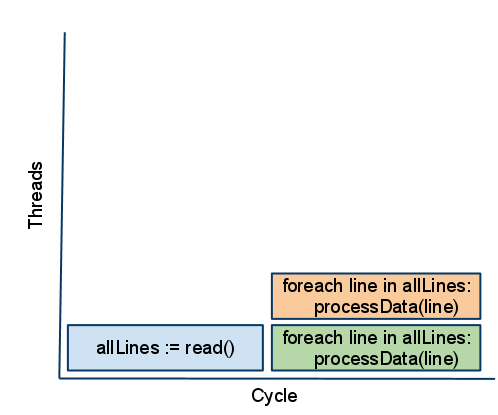 Threads
foreach line in allLines:
processData(line)
allLines := read()
foreach line in allLines:
processData(line)
Cycle